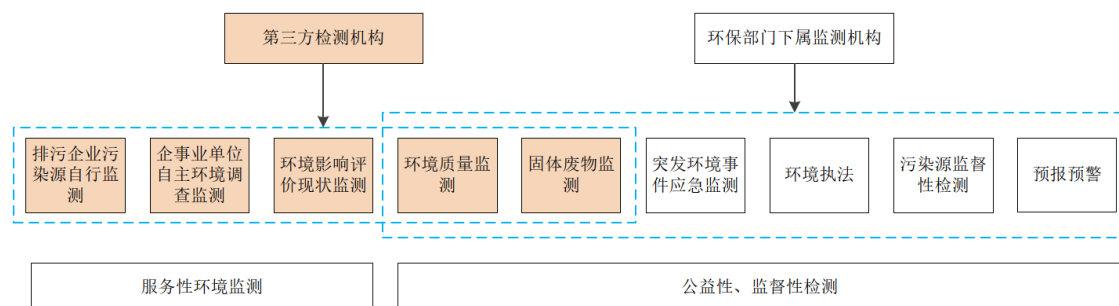 第三方检测机构
环保部门下属监测机构
排污企业污
染源自行监
测
企事业单位
自主环境调
查监测
环境影响评
价现状监测
环境质量监
测
固体废物监
测
突发环境事
件应急监测
环境执法
污染源监督
性检测
预报预警
服务性环境监测
公益性、监督性检测